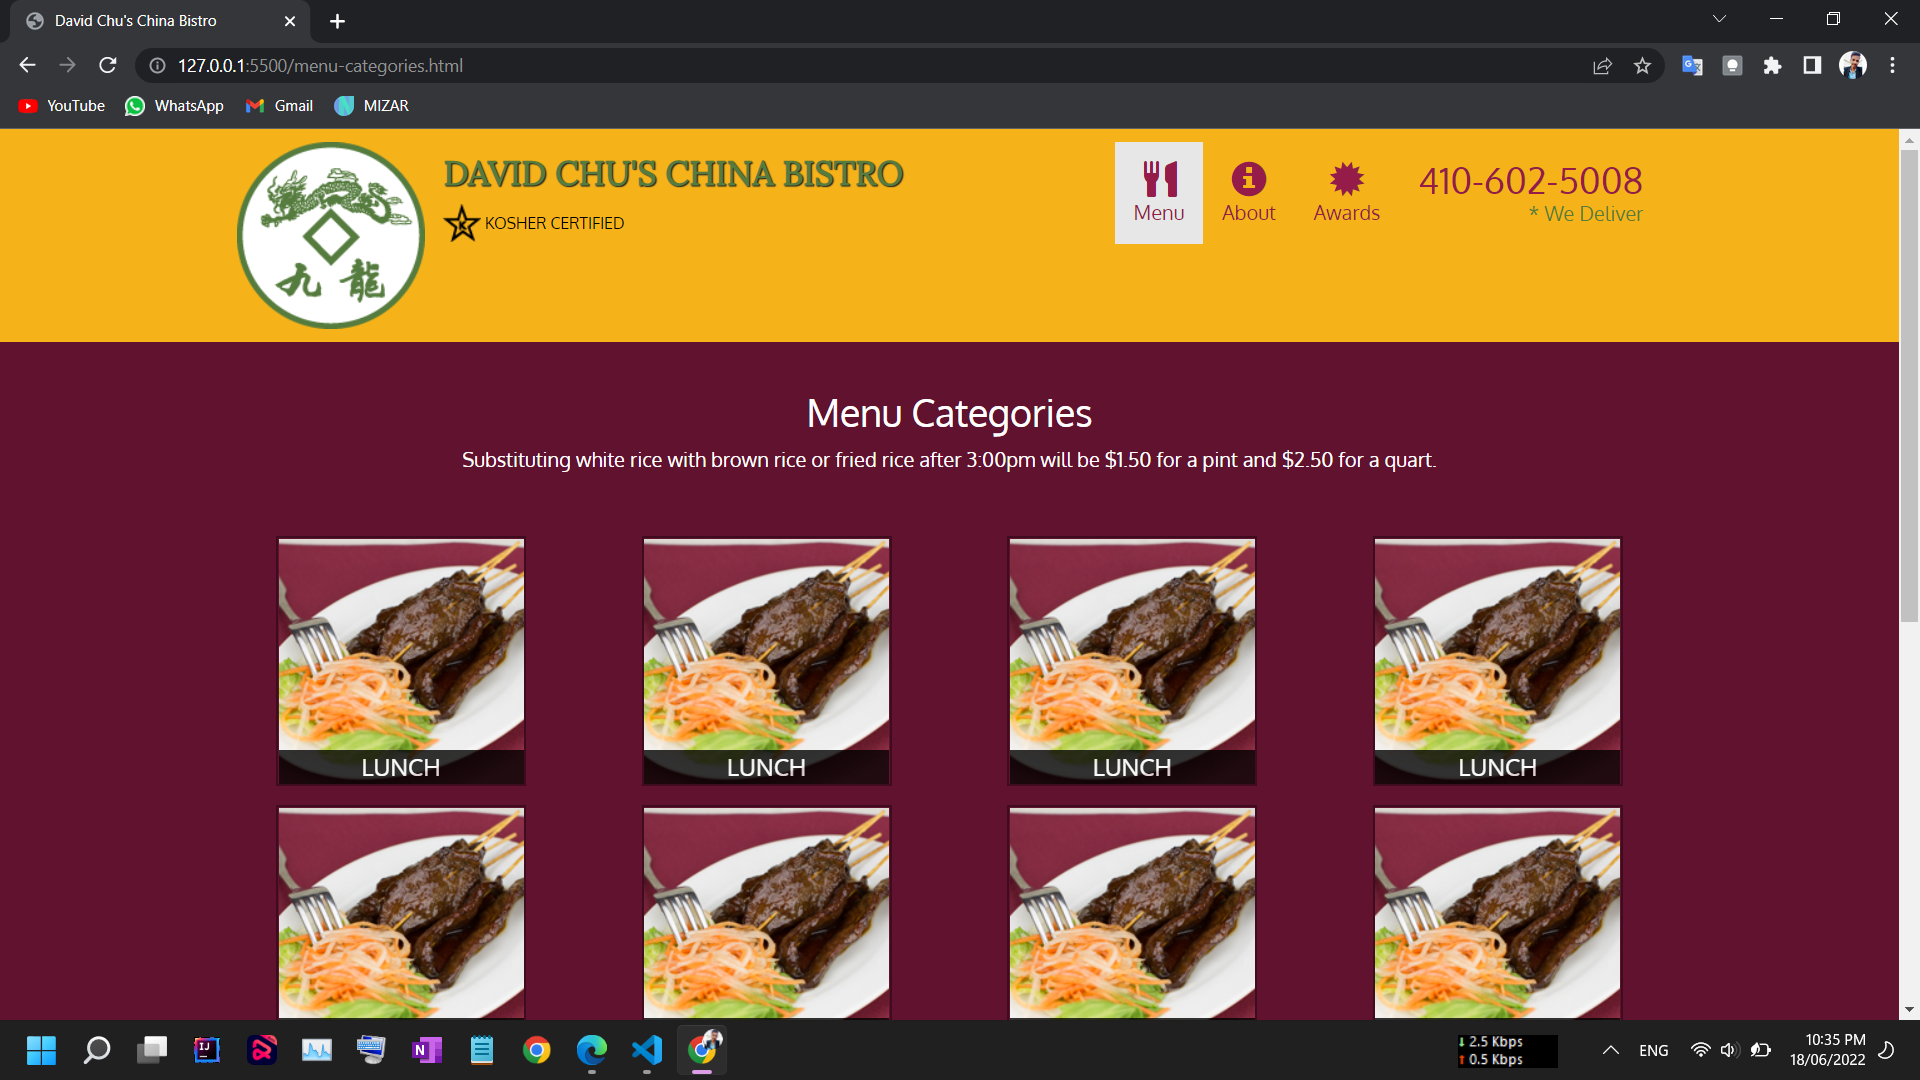 David Chu's China Bistro
127.0.0.1:5500/menu-categories.html
YouTube WhatsApp Gmail MIZAR
DAVID CHU'S CHINA BISTRO
K KOSHER CERTIFIED
九 龍
Menu About Awards
410-602-5008
* We Deliver
Menu Categories
Substituting white rice with brown rice or fried rice after 3:00pm will be $1.50 for a pint and $2.50 for a quart.
LUNCH LUNCH LUNCH LUNCH
2.5 Kbps
0.5 Kbps
ENG
10:35 PM
18/06/2022